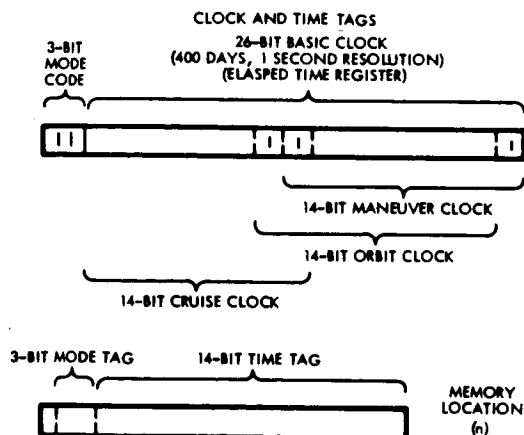 CLOCK AND TIME TAGS
3-BIT
MODE
CODE
26-BIT BASIC CLOCK
(400 DAYS, 1 SECOND RESOLUTION)
(ELASPED TIME REGISTER)
14-BIT MANEUVER CLOCK
14-BIT ORBIT CLOCK
14-BIT CRUISE CLOCK
3-BIT MODE TAG
14-BIT TIME TAG
MEMORY
LOCATION
(n)